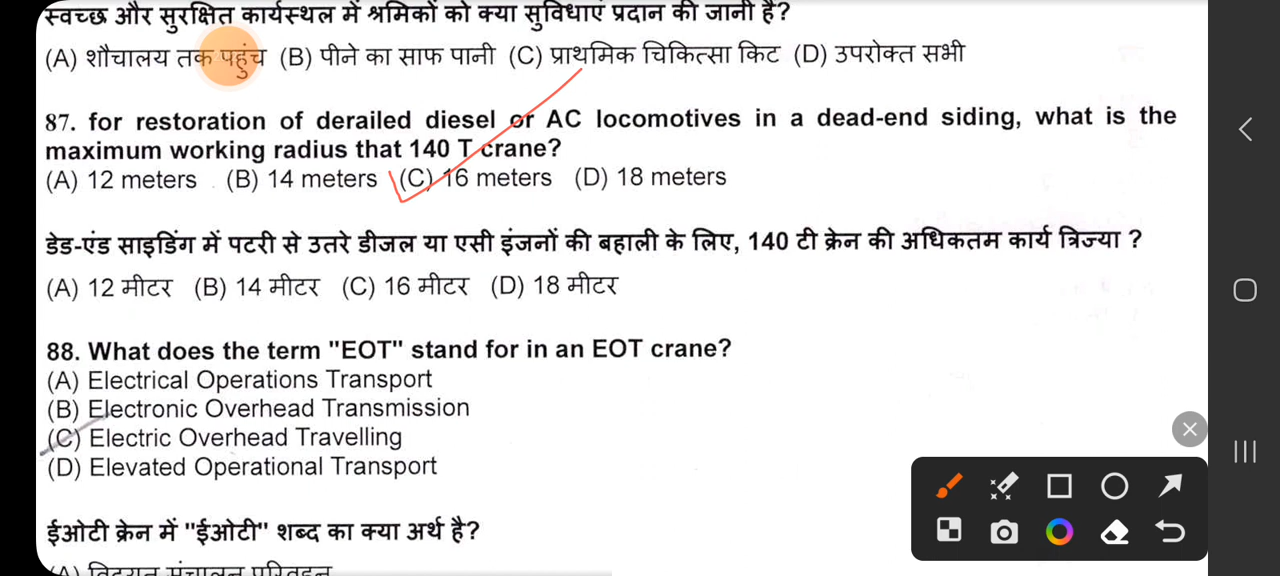 स्वच्छ और सुरक्षित कार्यस्थल में श्रमिकों को क्या सुविधाएं प्रदान की जानी है?
(A) शौचालय तक पहुंच (B) पीने का साफ पानी (C) प्राथमिक चिकित्सा किट (D) उपरोक्त सभी
87. for restoration of derailed diesel or AC locomotives in a dead-end siding, what is the
maximum working radius that 140 T crane?
(A) 12 meters (B) 14 meters (C) 16 meters (D) 18 meters
डेड-एंड साइडिंग में पटरी से उतरे डीजल या एसी इंजनों की बहाली के लिए, 140 टी क्रेन की अधिकतम कार्य त्रिज्या ?
(A) 12 मीटर (B) 14 मीटर (C) 16 मीटर (D) 18 मीटर
88. What does the term "EOT" stand for in an EOT crane?
(A) Electrical Operations Transport
(B) Electronic Overhead Transmission
(C) Electric Overhead Travelling
(D) Elevated Operational Transport
ईओटी क्रेन में "ईओटी" शब्द का क्या अर्थ है?
(A) विद्युत संचालन परिवहन